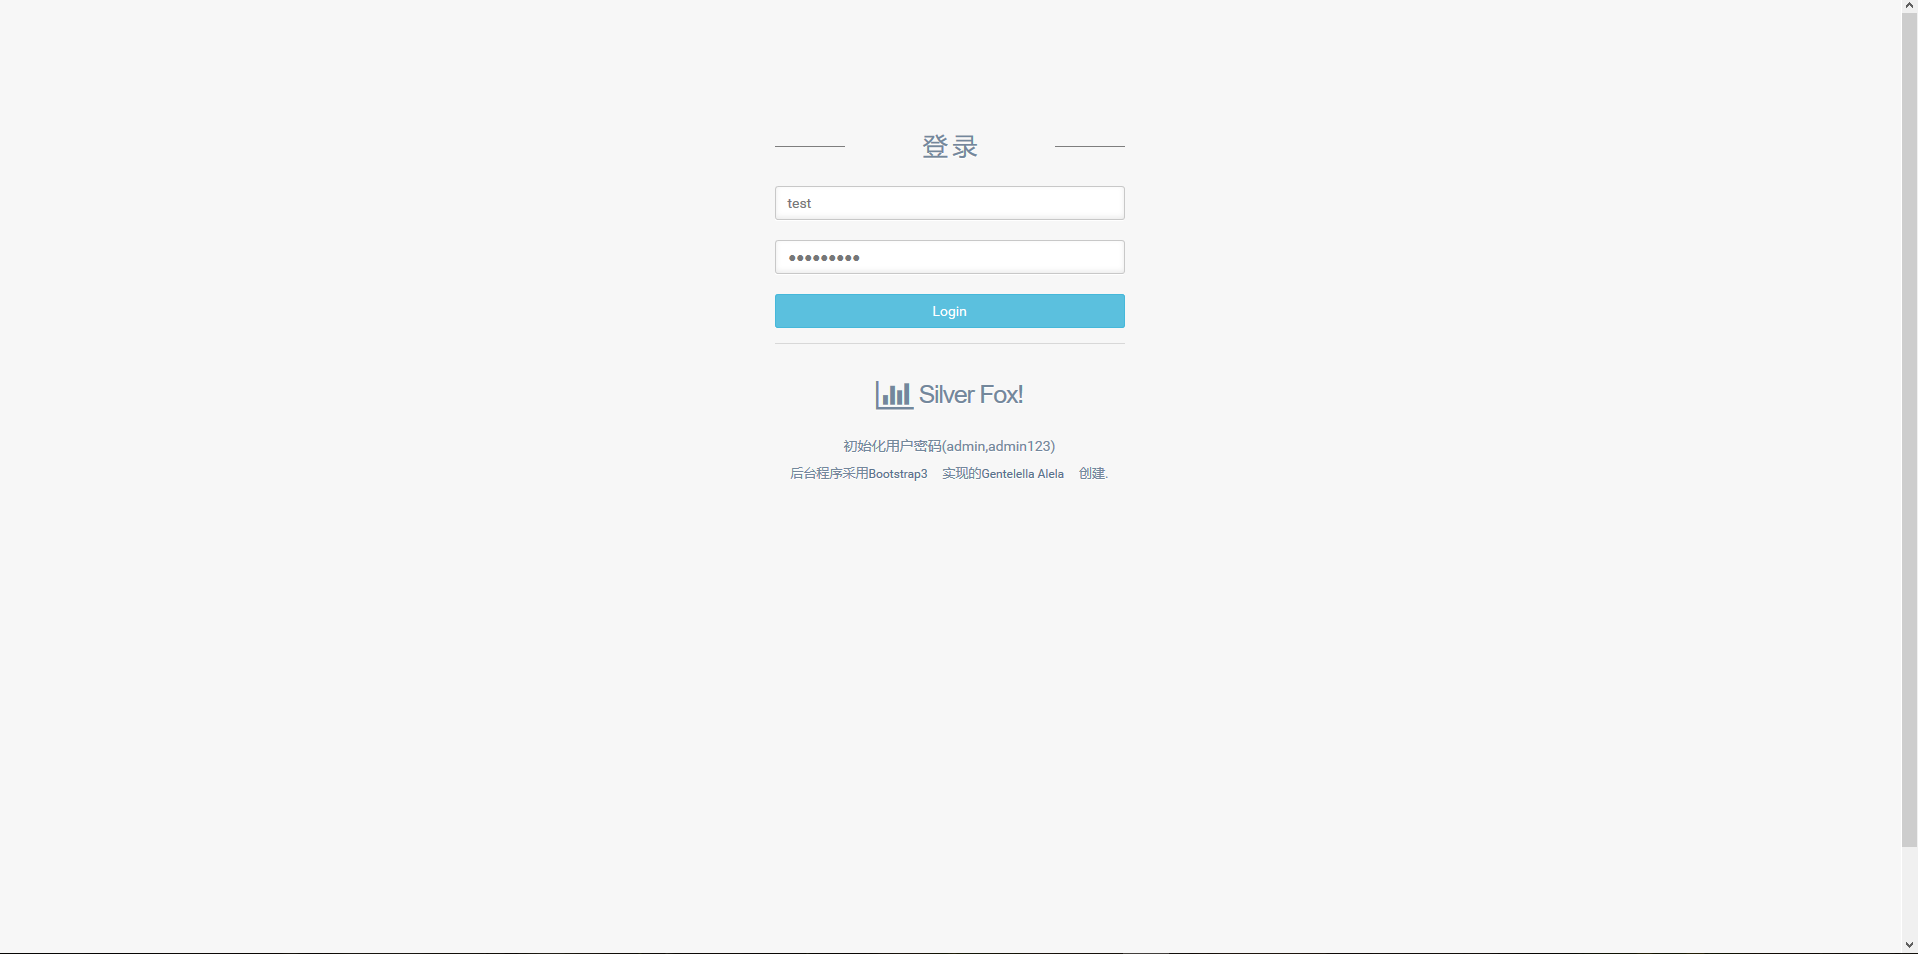 登录
test
●●●●●●●●●
Login
Silver Fox!
初始化用户密码(admin,admin123)
后台程序采用Bootstrap3 实现的Gentelella Alela 创建.